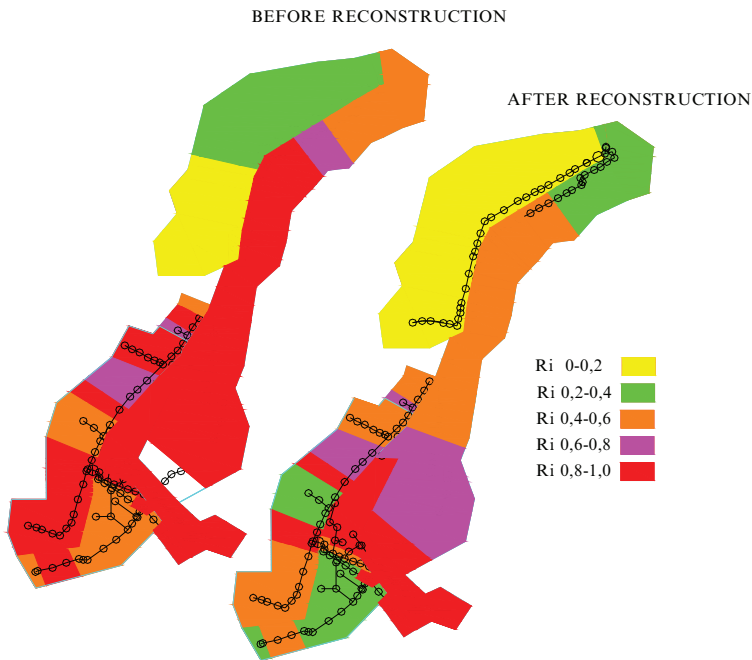 BEFORE RECONSTRUCTION
AFTER RECONSTRUCTION
Ri 0-0,2
Ri 0,2-0,4
Ri 0,4-0,6
Ri 0,6-0,8
Ri 0,8-1,0